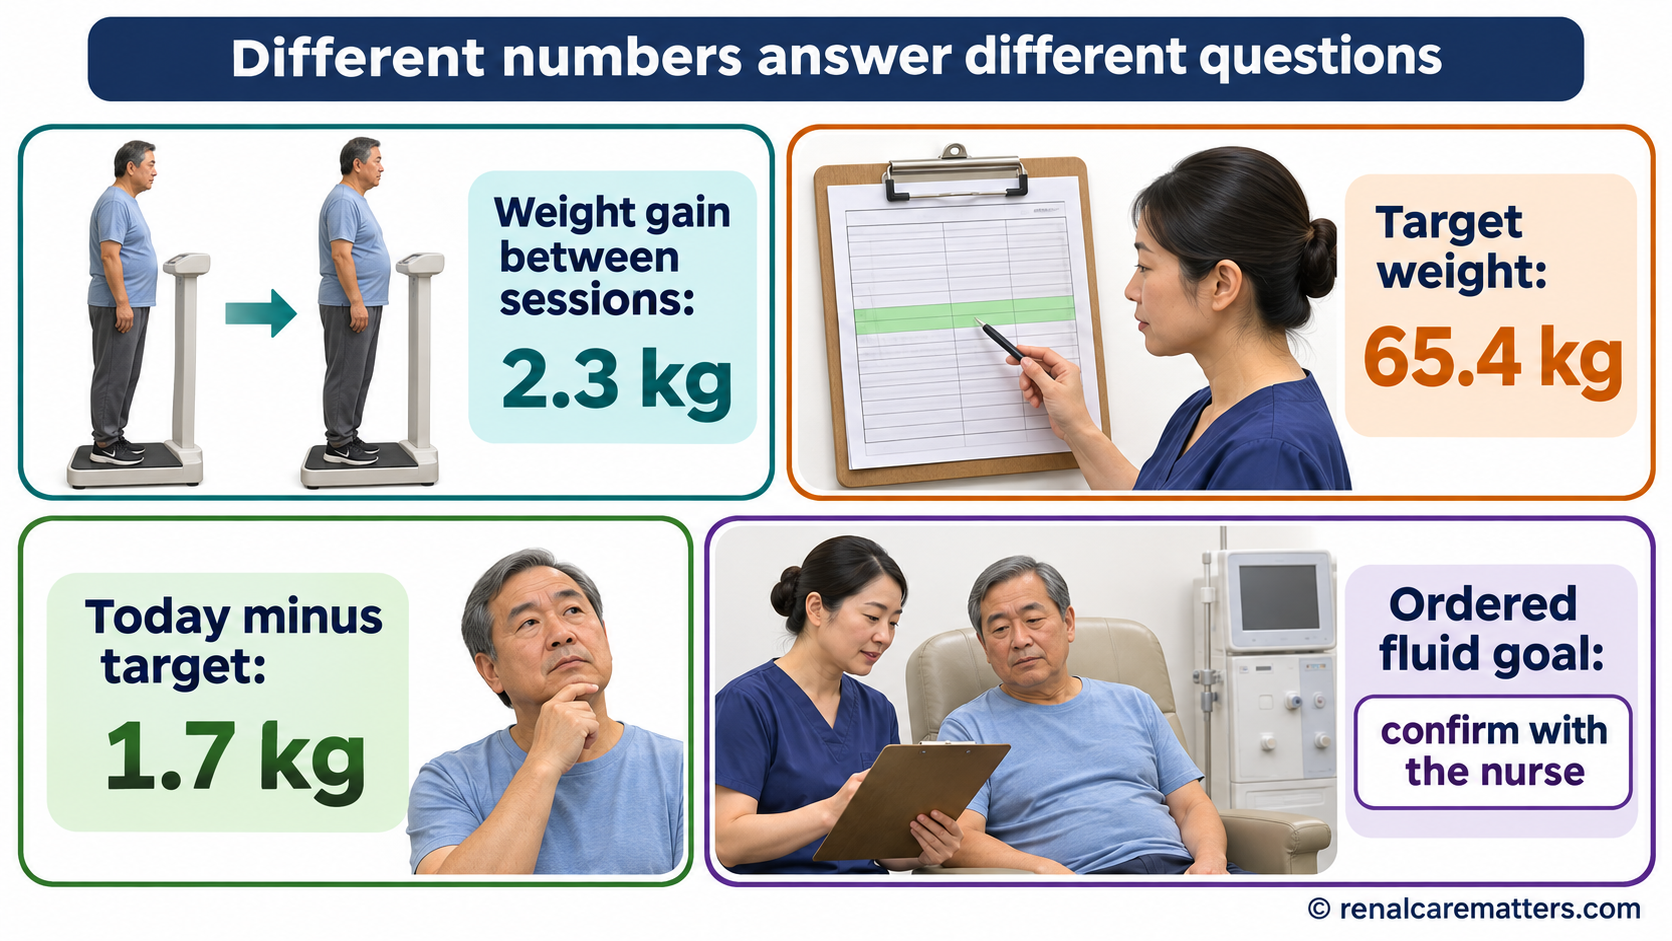 Different numbers answer different questions
Weight gain
between
sessions:
2.3 kg
Target
weight:
65.4 kg
Today minus
target:
1.7 kg
Ordered
fluid goal:
confirm with
the nurse
© renalcarematters.com